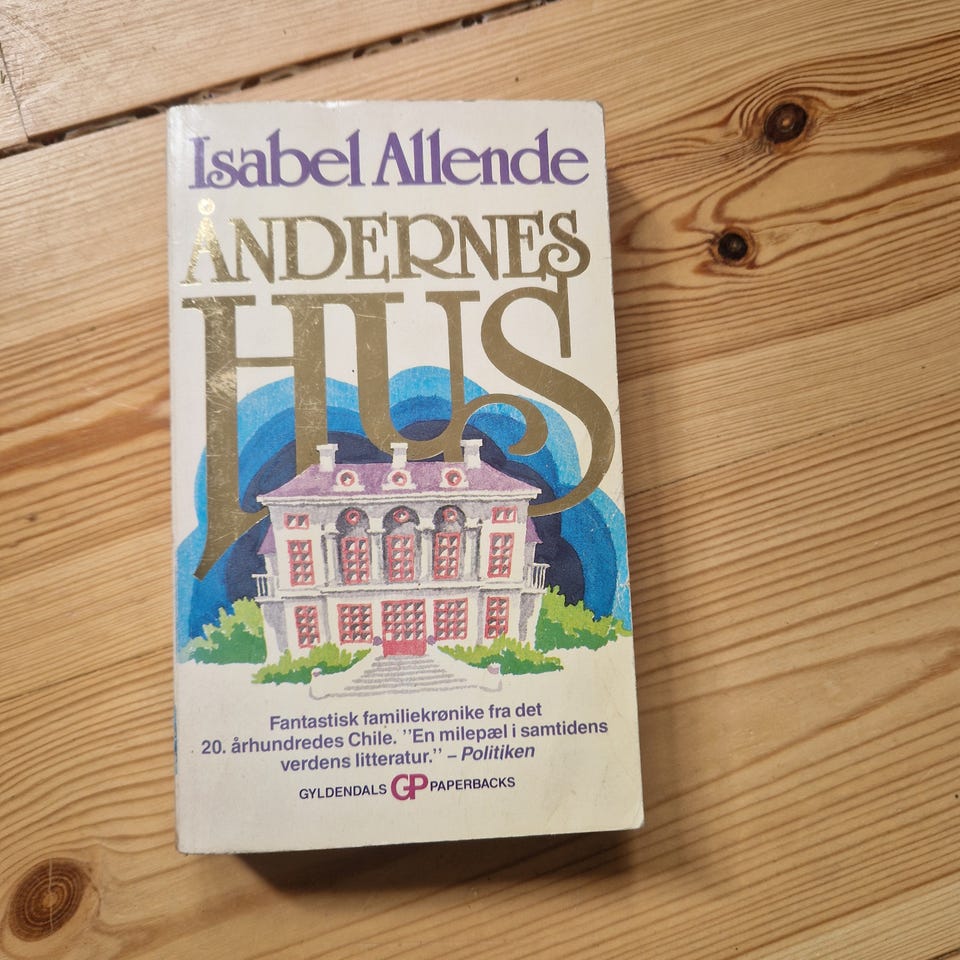 Isabel Allende
ÅNDERNES
HUS
Fantastisk familiekrønike fra det
20. århundredes Chile. "En milepæl i samtidens
verdens litteratur." – Politiken
GYLDENDALS GP PAPERBACKS